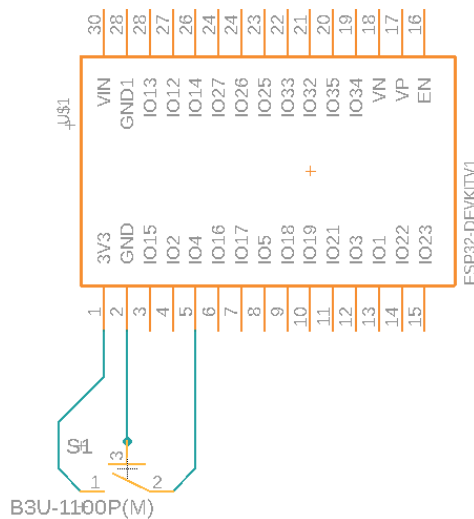 30 28 28 27 26 24 24 23 22 21 20 19 18 17 16
VIN GND1 IO13 IO12 IO14 IO27 IO26 IO25 IO33 IO32 IO35 IO34 VN VP EN
U$1
3V3 GND IO15 IO2 IO4 IO16 IO17 IO5 IO18 IO19 IO21 IO3 IO1 IO22 IO23
ESP32-DEVKITV1
1 2 3 4 5 6 7 8 9 10 11 12 13 14 15
S1
3
1 2
B3U-1100P(M)